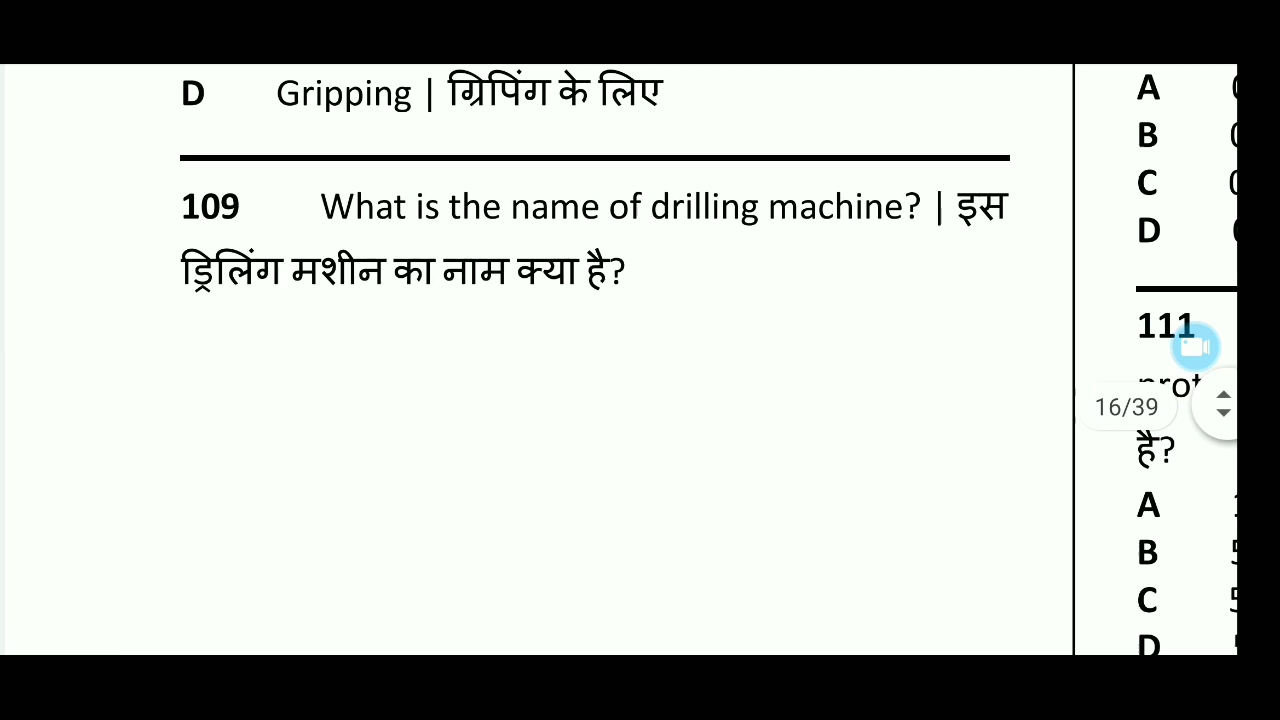 D Gripping | ग्रिपिंग के लिए
109 What is the name of drilling machine? | इस
ड्रिलिंग मशीन का नाम क्या है?
A
B
C
D
111
16/39
है?
A
B
C
D